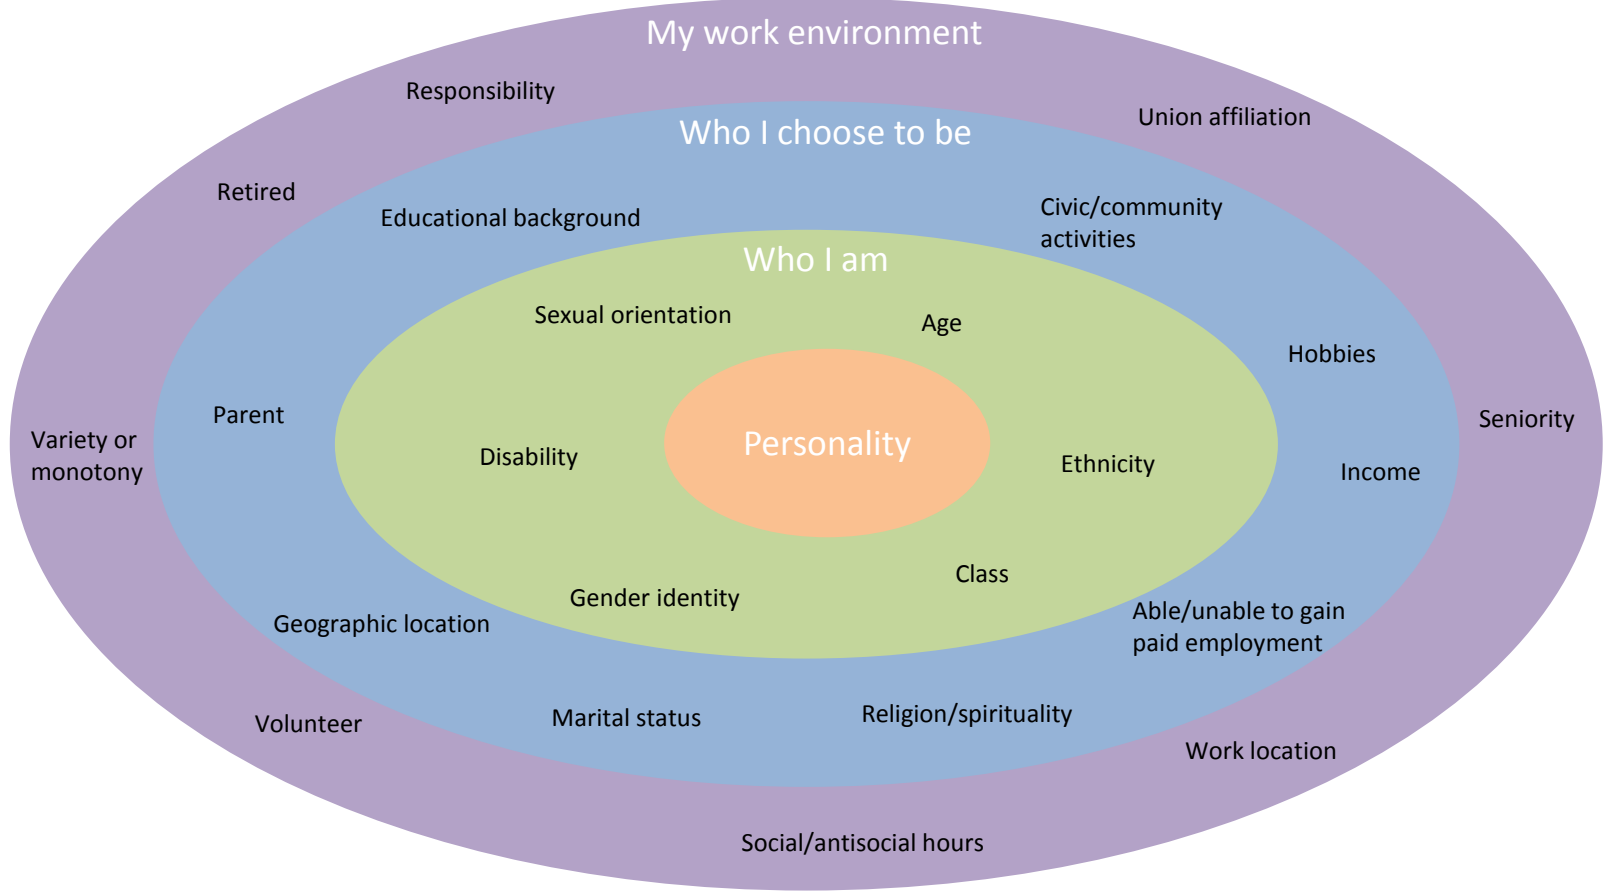 My work environment
Responsibility
Union affiliation
Who I choose to be
Retired
Educational background
Civic/community
activities
Who I am
Sexual orientation
Age
Hobbies
Parent
Variety or
monotony
Disability
Personality
Ethnicity
Income
Seniority
Class
Gender identity
Geographic location
Able/unable to gain
paid employment
Volunteer
Marital status
Religion/spirituality
Work location
Social/antisocial hours